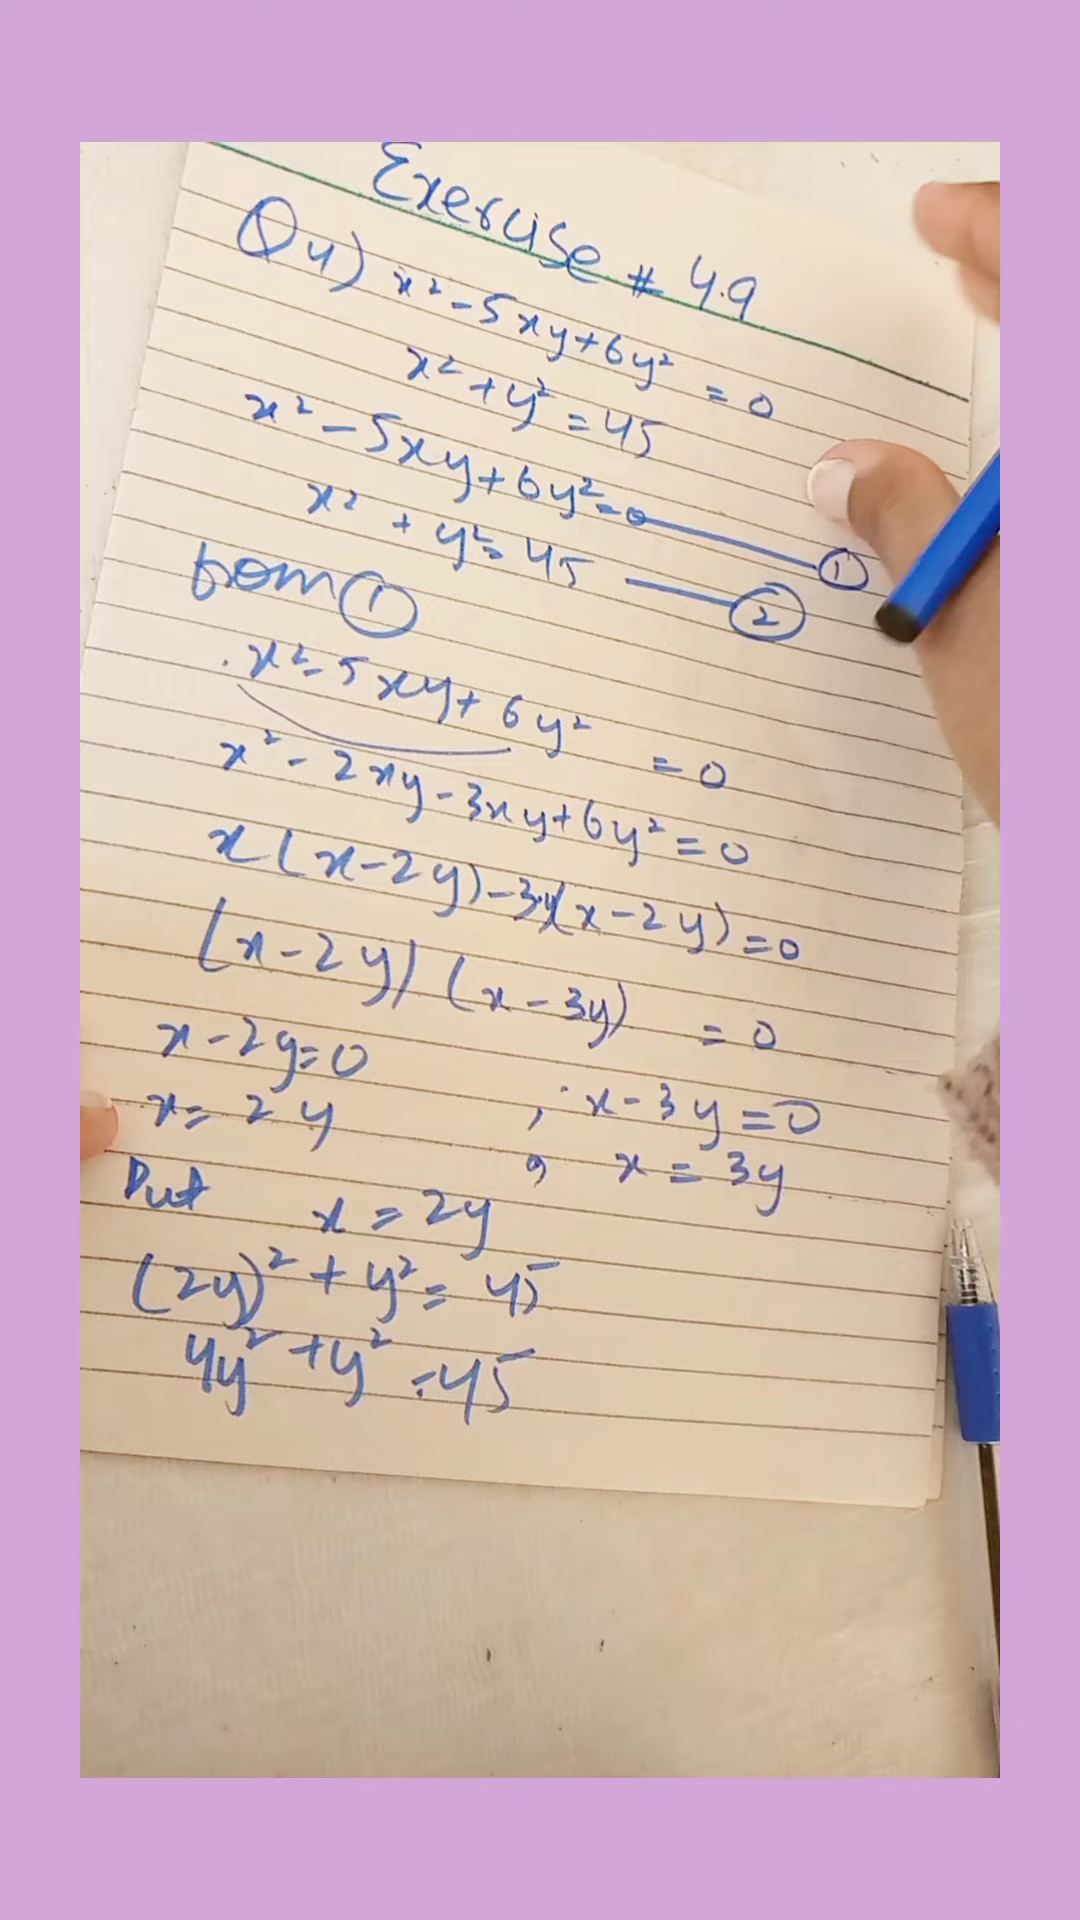 Exercise # 4.9
Q4) x² - 5xy + 6y² = 0
x² + y² = 45
x² - 5xy + 6y² = 0 — ①
x² + y² = 45 — ②
from ①
x² - 5xy + 6y² = 0
x² - 2xy - 3xy + 6y² = 0
x(x-2y) - 3y(x-2y) = 0
(x-2y) (x-3y) = 0
x - 2y = 0 , x - 3y = 0
x = 2y , x = 3y
Put x = 2y
(2y)² + y² = 45
4y² + y² = 45